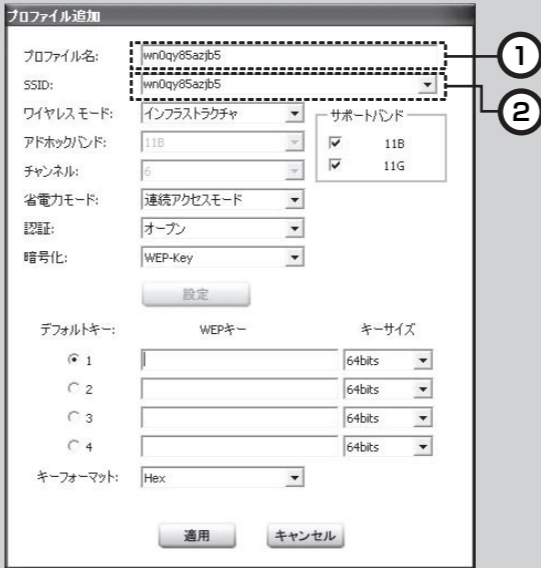 プロファイル追加
プロファイル名: wn0qy85azjb5 1
SSID: wn0qy85azjb5 2
ワイヤレスモード: インフラストラクチャ サポートバンド
アドホックバンド: 11B 11B
チャンネル: 6 11G
省電力モード: 連続アクセスモード
認証: オープン
暗号化: WEP-Key
設定
デフォルトキー: WEPキー キーサイズ
1 64bits
2 64bits
3 64bits
4 64bits
キーフォーマット: Hex
適用 キャンセル